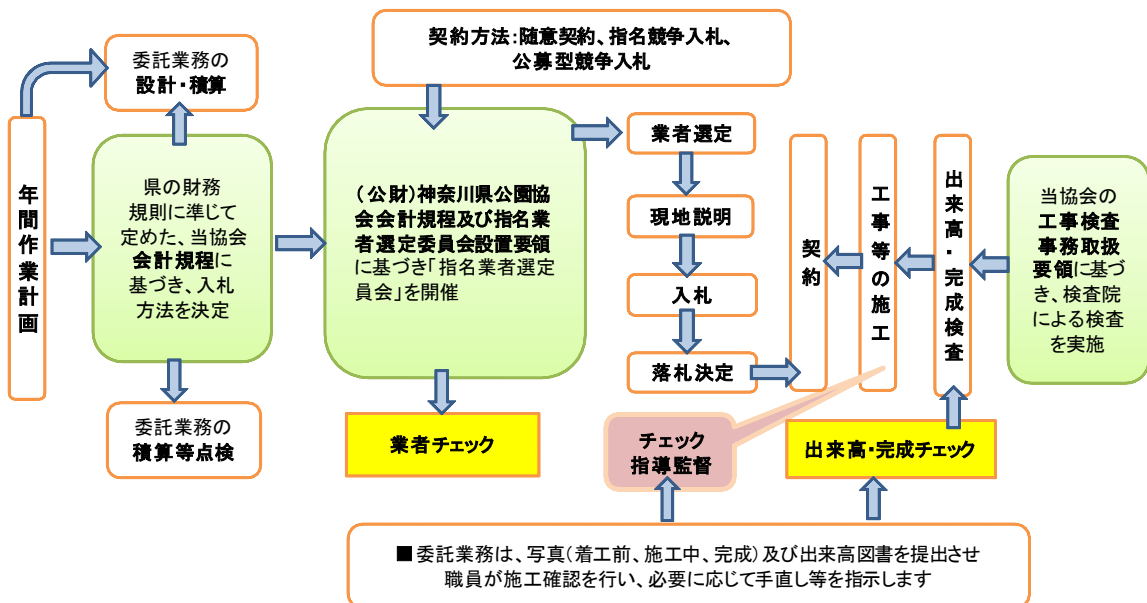 契約方法:随意契約、指名競争入札、
公募型競争入札
委託業務の
設計・積算
年間作業計画
県の財務
規則に準じて
定めた、当協会
会計規程に
基づき、入札
方法を決定
委託業務の
積算等点検
(公財)神奈川県公園協
会会計規程及び指名業
者選定委員会設置要領
に基づき「指名業者選定
員会」を開催
業者チェック
業者選定
現地説明
入札
落札決定
契約
工事等の施工
出来高・完成検査
当協会の
工事検査
事務取扱
要領に基づ
き、検査院
による検査
を実施
チェック
指導監督
出来高・完成チェック
■委託業務は、写真(着工前、施工中、完成)及び出来高図書を提出させ
職員が施工確認を行い、必要に応じて手直し等を指示します